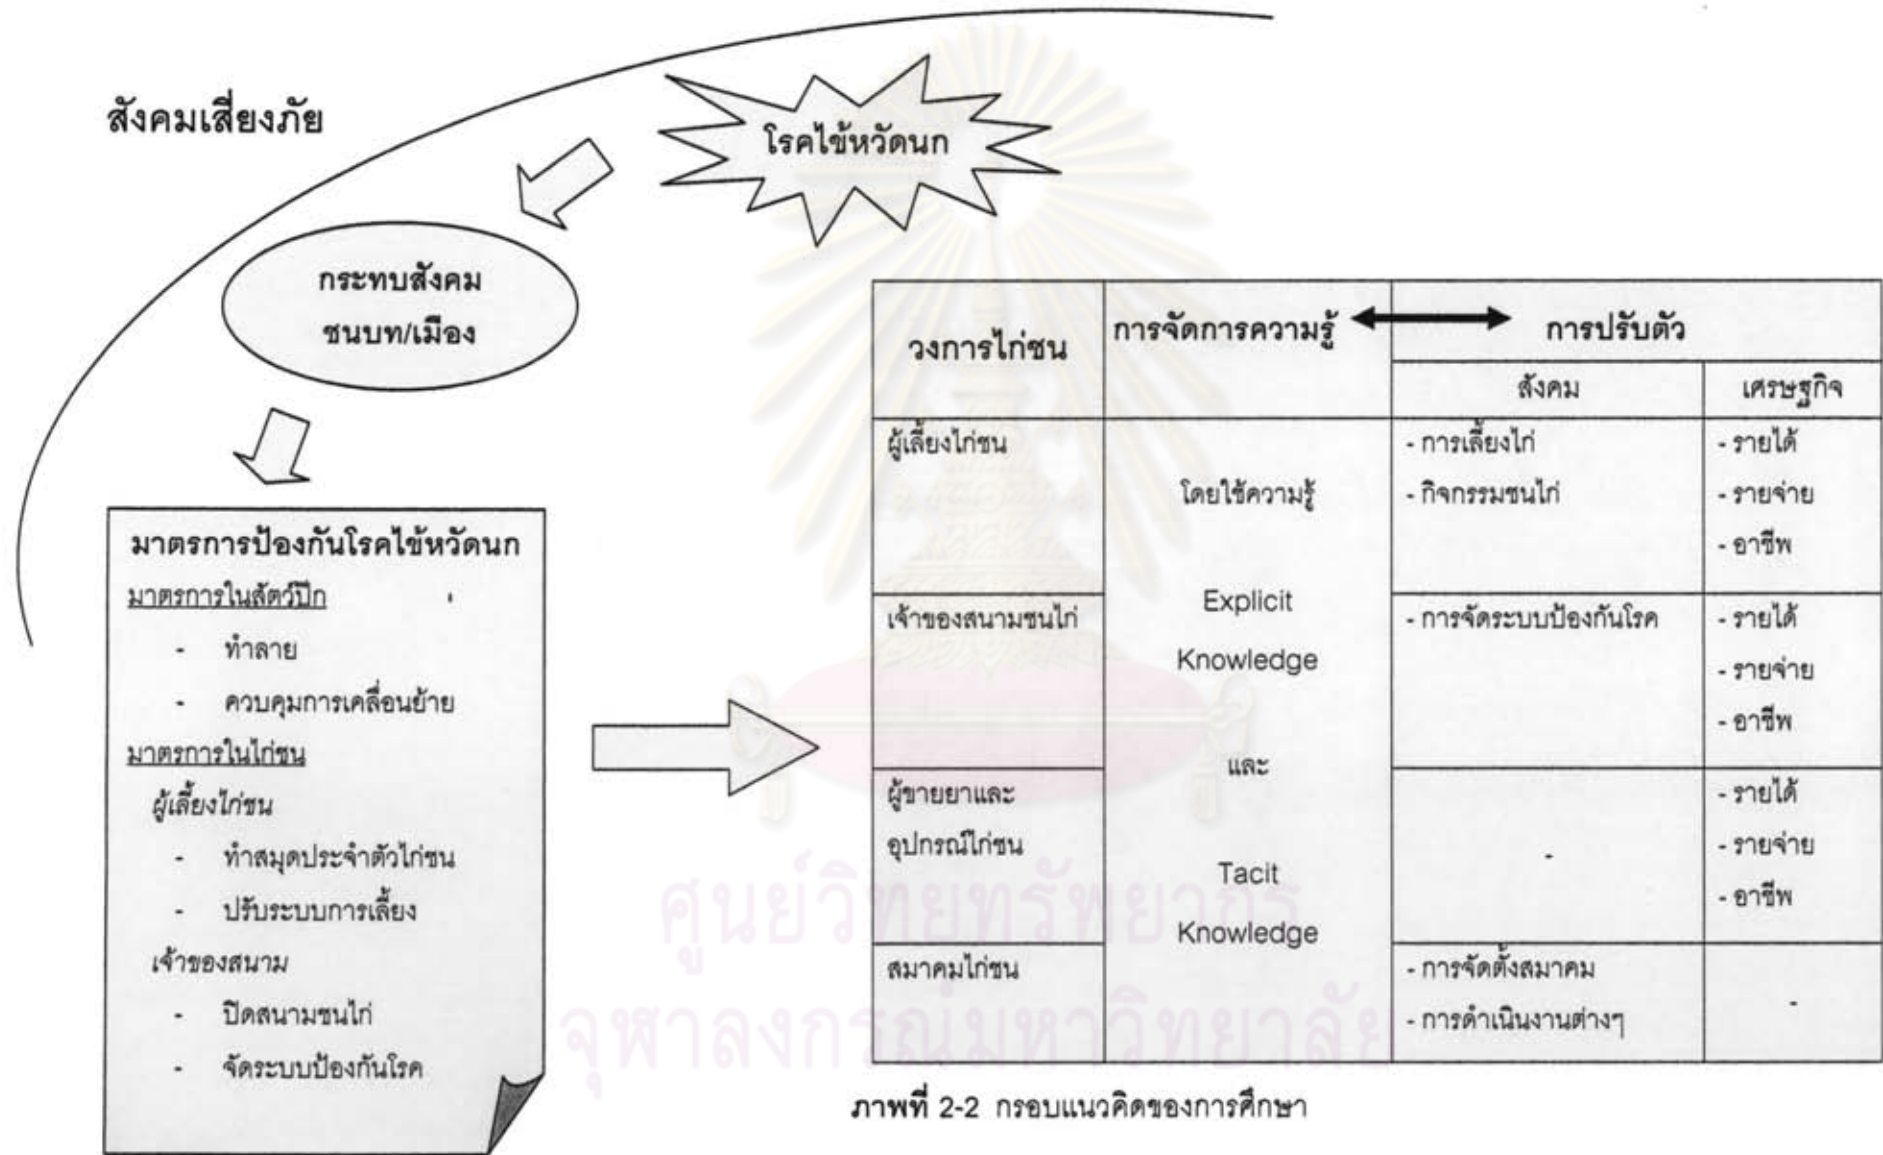 สังคมเสี่ยงภัย
โรคไข้หวัดนก
กระทบสังคม
ชนบท/เมือง
มาตรการป้องกันโรคไข้หวัดนก
มาตรการในสัตว์ปีก
- ทำลาย
- ควบคุมการเคลื่อนย้าย
มาตรการในไก่ชน
ผู้เลี้ยงไก่ชน
- ทำสมุดประจำตัวไก่ชน
- ปรับระบบการเลี้ยง
เจ้าของสนาม
- ปิดสนามชนไก่
- จัดระบบป้องกันโรค
วงการไก่ชน
การจัดการความรู้
การปรับตัว
สังคม
เศรษฐกิจ
ผู้เลี้ยงไก่ชน
โดยใช้ความรู้
Explicit
Knowledge
และ
Tacit
Knowledge
- การเลี้ยงไก่
- กิจกรรมชนไก่
- รายได้
- รายจ่าย
- อาชีพ
เจ้าของสนามชนไก่
- การจัดระบบป้องกันโรค
- รายได้
- รายจ่าย
- อาชีพ
ผู้ขายยาและ
อุปกรณ์ไก่ชน
-
- รายได้
- รายจ่าย
- อาชีพ
สมาคมไก่ชน
- การจัดตั้งสมาคม
- การดำเนินงานต่างๆ
-
ศูนย์วิทยทรัพยากร
จุฬาลงกรณ์มหาวิทยาลัย
ภาพที่ 2-2 กรอบแนวคิดของการศึกษา